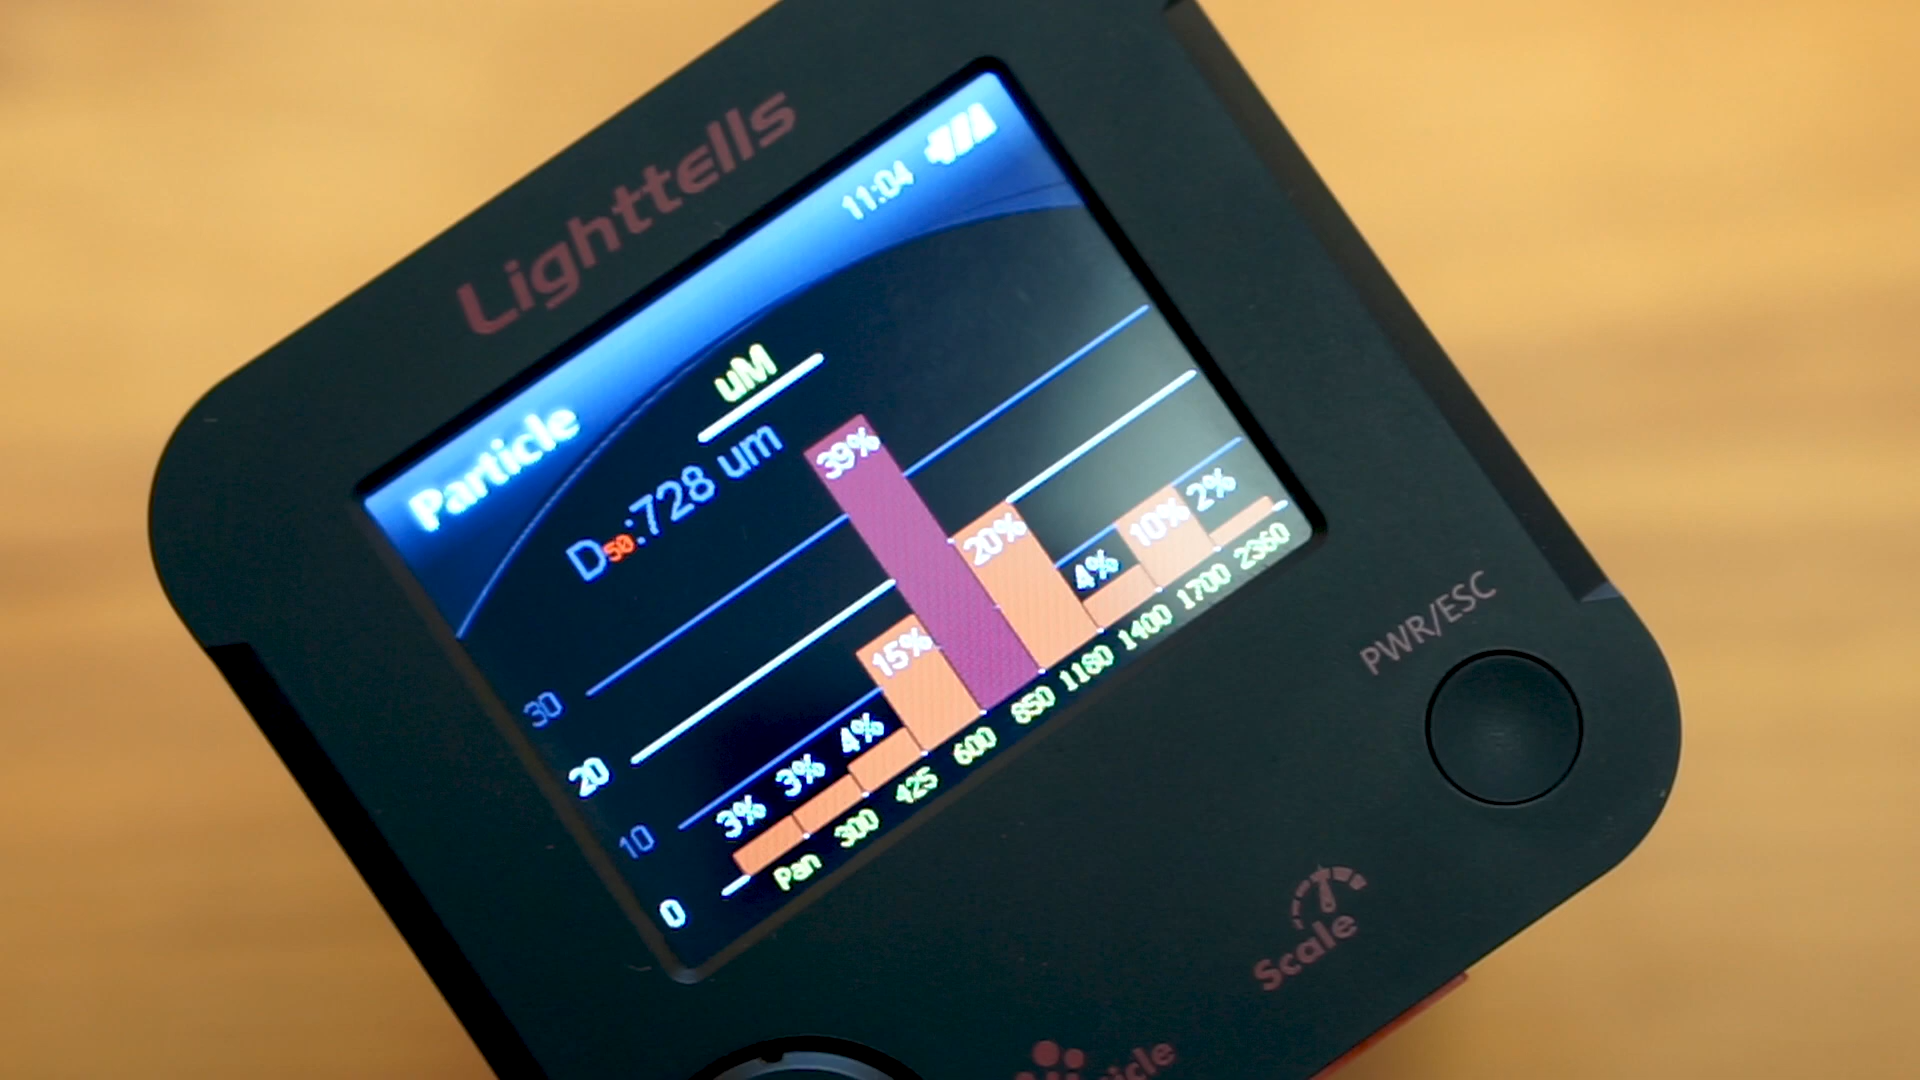 Lighttells
Particle
11:04
uM
D50:728 um
30
20
10
0
3%
3%
4%
15%
39%
20%
4%
10%
2%
Pan 300 425 600 850 1180 1400 1700 2360
PWR/ESC
Scale